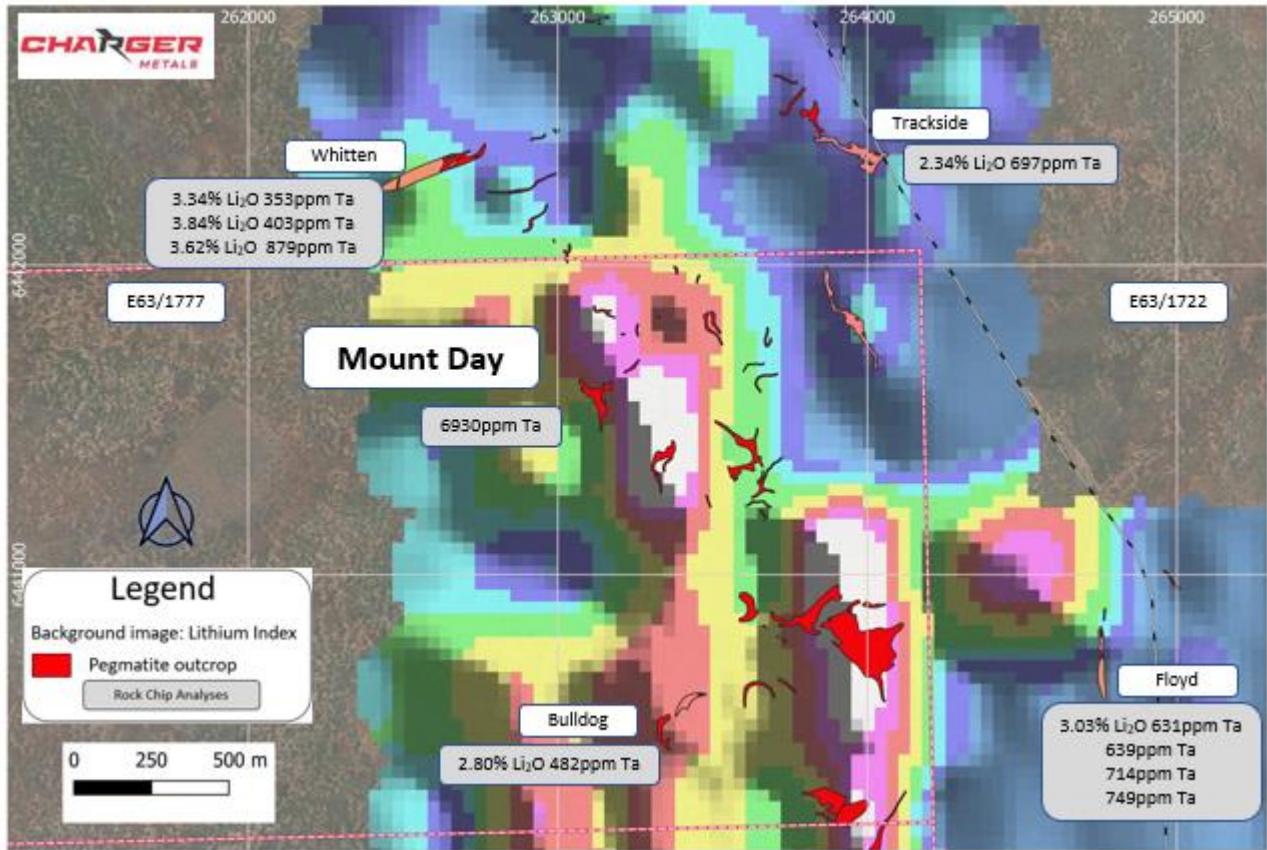 262000
263000
264000
265000
CHARGER
METALS
Trackside
2.34% Li₂O 697ppm Ta
Whitten
3.34% Li₂O 353ppm Ta
3.84% Li₂O 403ppm Ta
3.62% Li₂O 879ppm Ta
6442000
E63/1777
E63/1722
Mount Day
6930ppm Ta
6441000
Legend
Background image: Lithium Index
Pegmatite outcrop
Rock Chip Analyses
0 250 500 m
Bulldog
2.80% Li₂O 482ppm Ta
Floyd
3.03% Li₂O 631ppm Ta
639ppm Ta
714ppm Ta
749ppm Ta